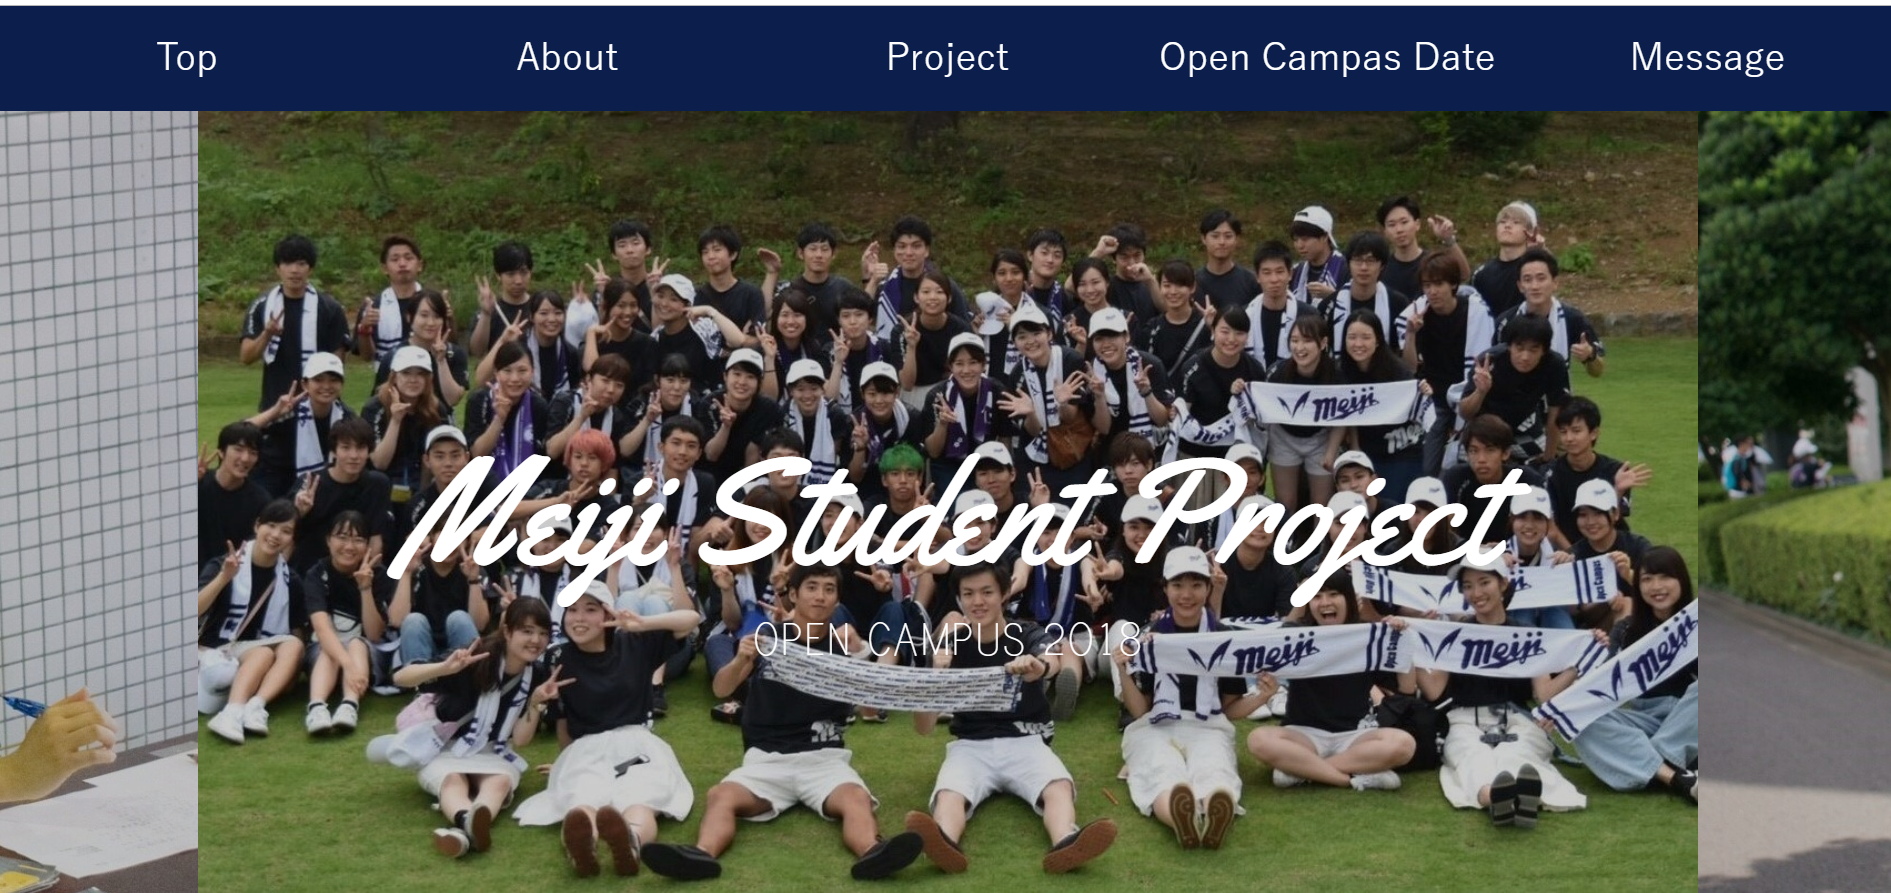 Top
About
Project
Open Campas Date
Message
Meiji Student Project
OPEN CAMPUS 2018
Meiji
Meiji
Meiji
Meiji
Meiji